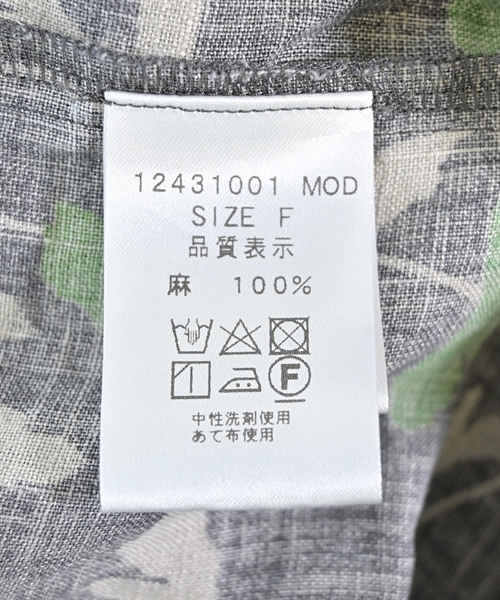 12431001 MOD
SIZE F
品質表示
麻 100%
F
中性洗剤使用
あて布使用